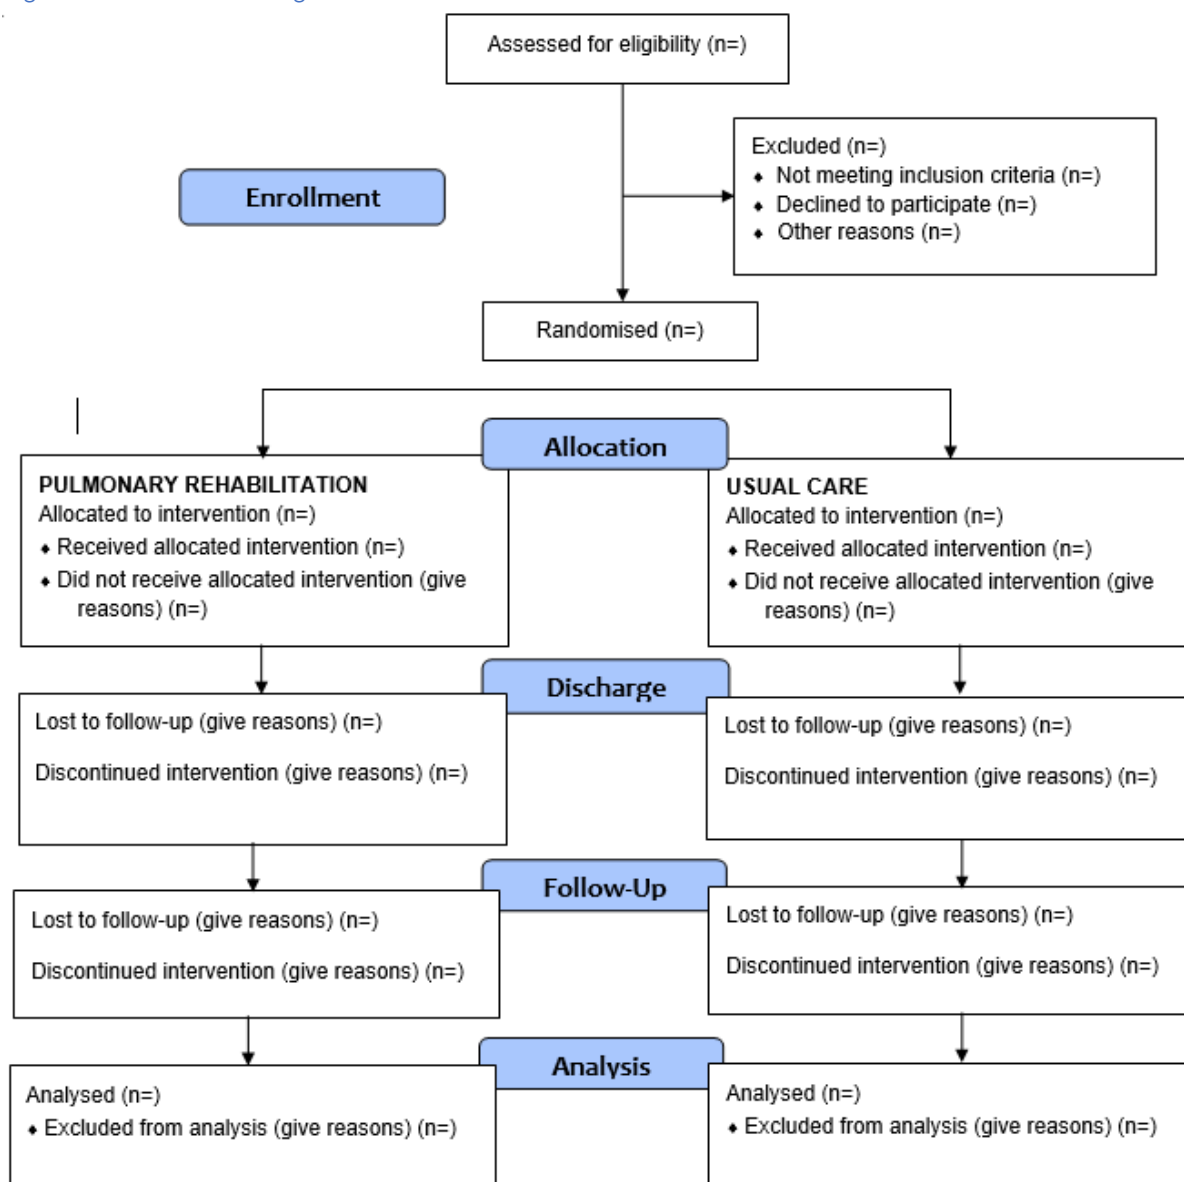 Assessed for eligibility (n=)
Excluded (n=)
⬧ Not meeting inclusion criteria (n=)
⬧ Declined to participate (n=)
⬧ Other reasons (n=)
Enrollment
Randomised (n=)
Allocation
PULMONARY REHABILITATION
Allocated to intervention (n=)
⬧ Received allocated intervention (n=)
⬧ Did not receive allocated intervention (give
reasons) (n=)
USUAL CARE
Allocated to intervention (n=)
⬧ Received allocated intervention (n=)
⬧ Did not receive allocated intervention (give
reasons) (n=)
Discharge
Lost to follow-up (give reasons) (n=)
Discontinued intervention (give reasons) (n=)
Lost to follow-up (give reasons) (n=)
Discontinued intervention (give reasons) (n=)
Follow-Up
Lost to follow-up (give reasons) (n=)
Discontinued intervention (give reasons) (n=)
Lost to follow-up (give reasons) (n=)
Discontinued intervention (give reasons) (n=)
Analysis
Analysed (n=)
⬧ Excluded from analysis (give reasons) (n=)
Analysed (n=)
⬧ Excluded from analysis (give reasons) (n=)